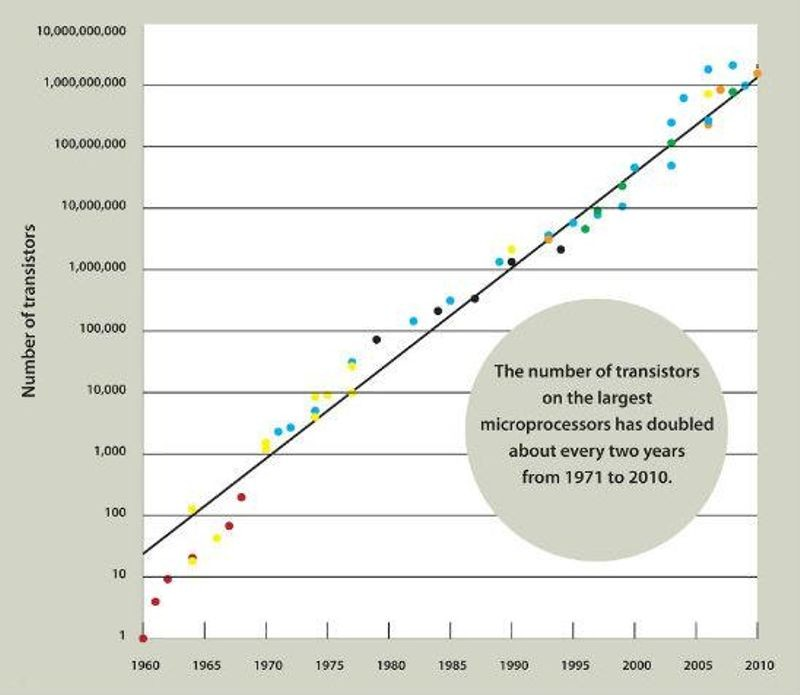 10,000,000,000
1,000,000,000
100,000,000
10,000,000
1,000,000
100,000
10,000
1,000
100
10
1
Number of transistors
The number of transistors
on the largest
microprocessors has doubled
about every two years
from 1971 to 2010.
1960 1965 1970 1975 1980 1985 1990 1995 2000 2005 2010